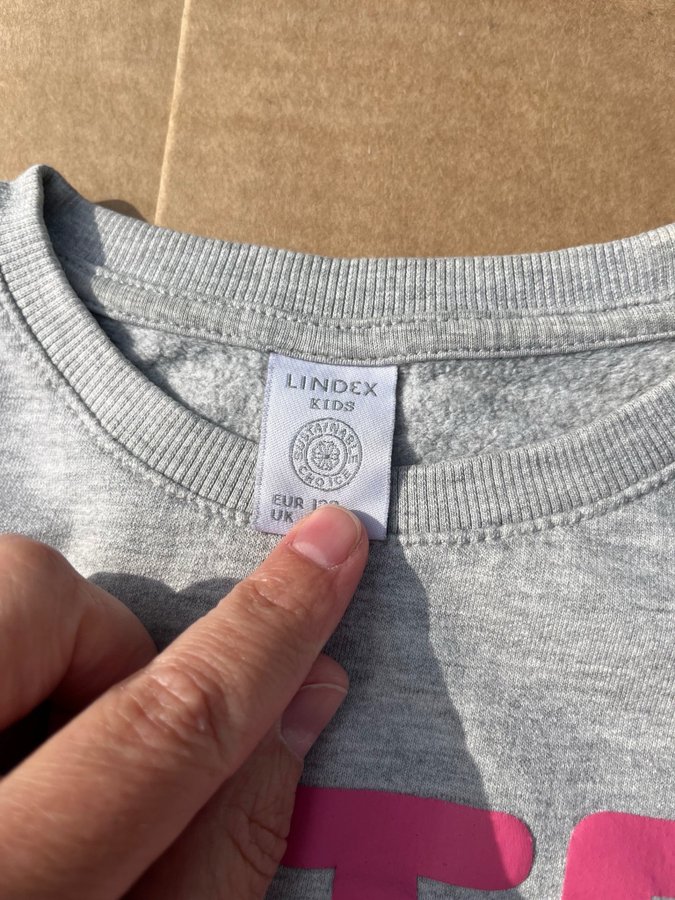 LINDEX
KIDS
SUSTAINABLE
CHOICE
EUR
UK